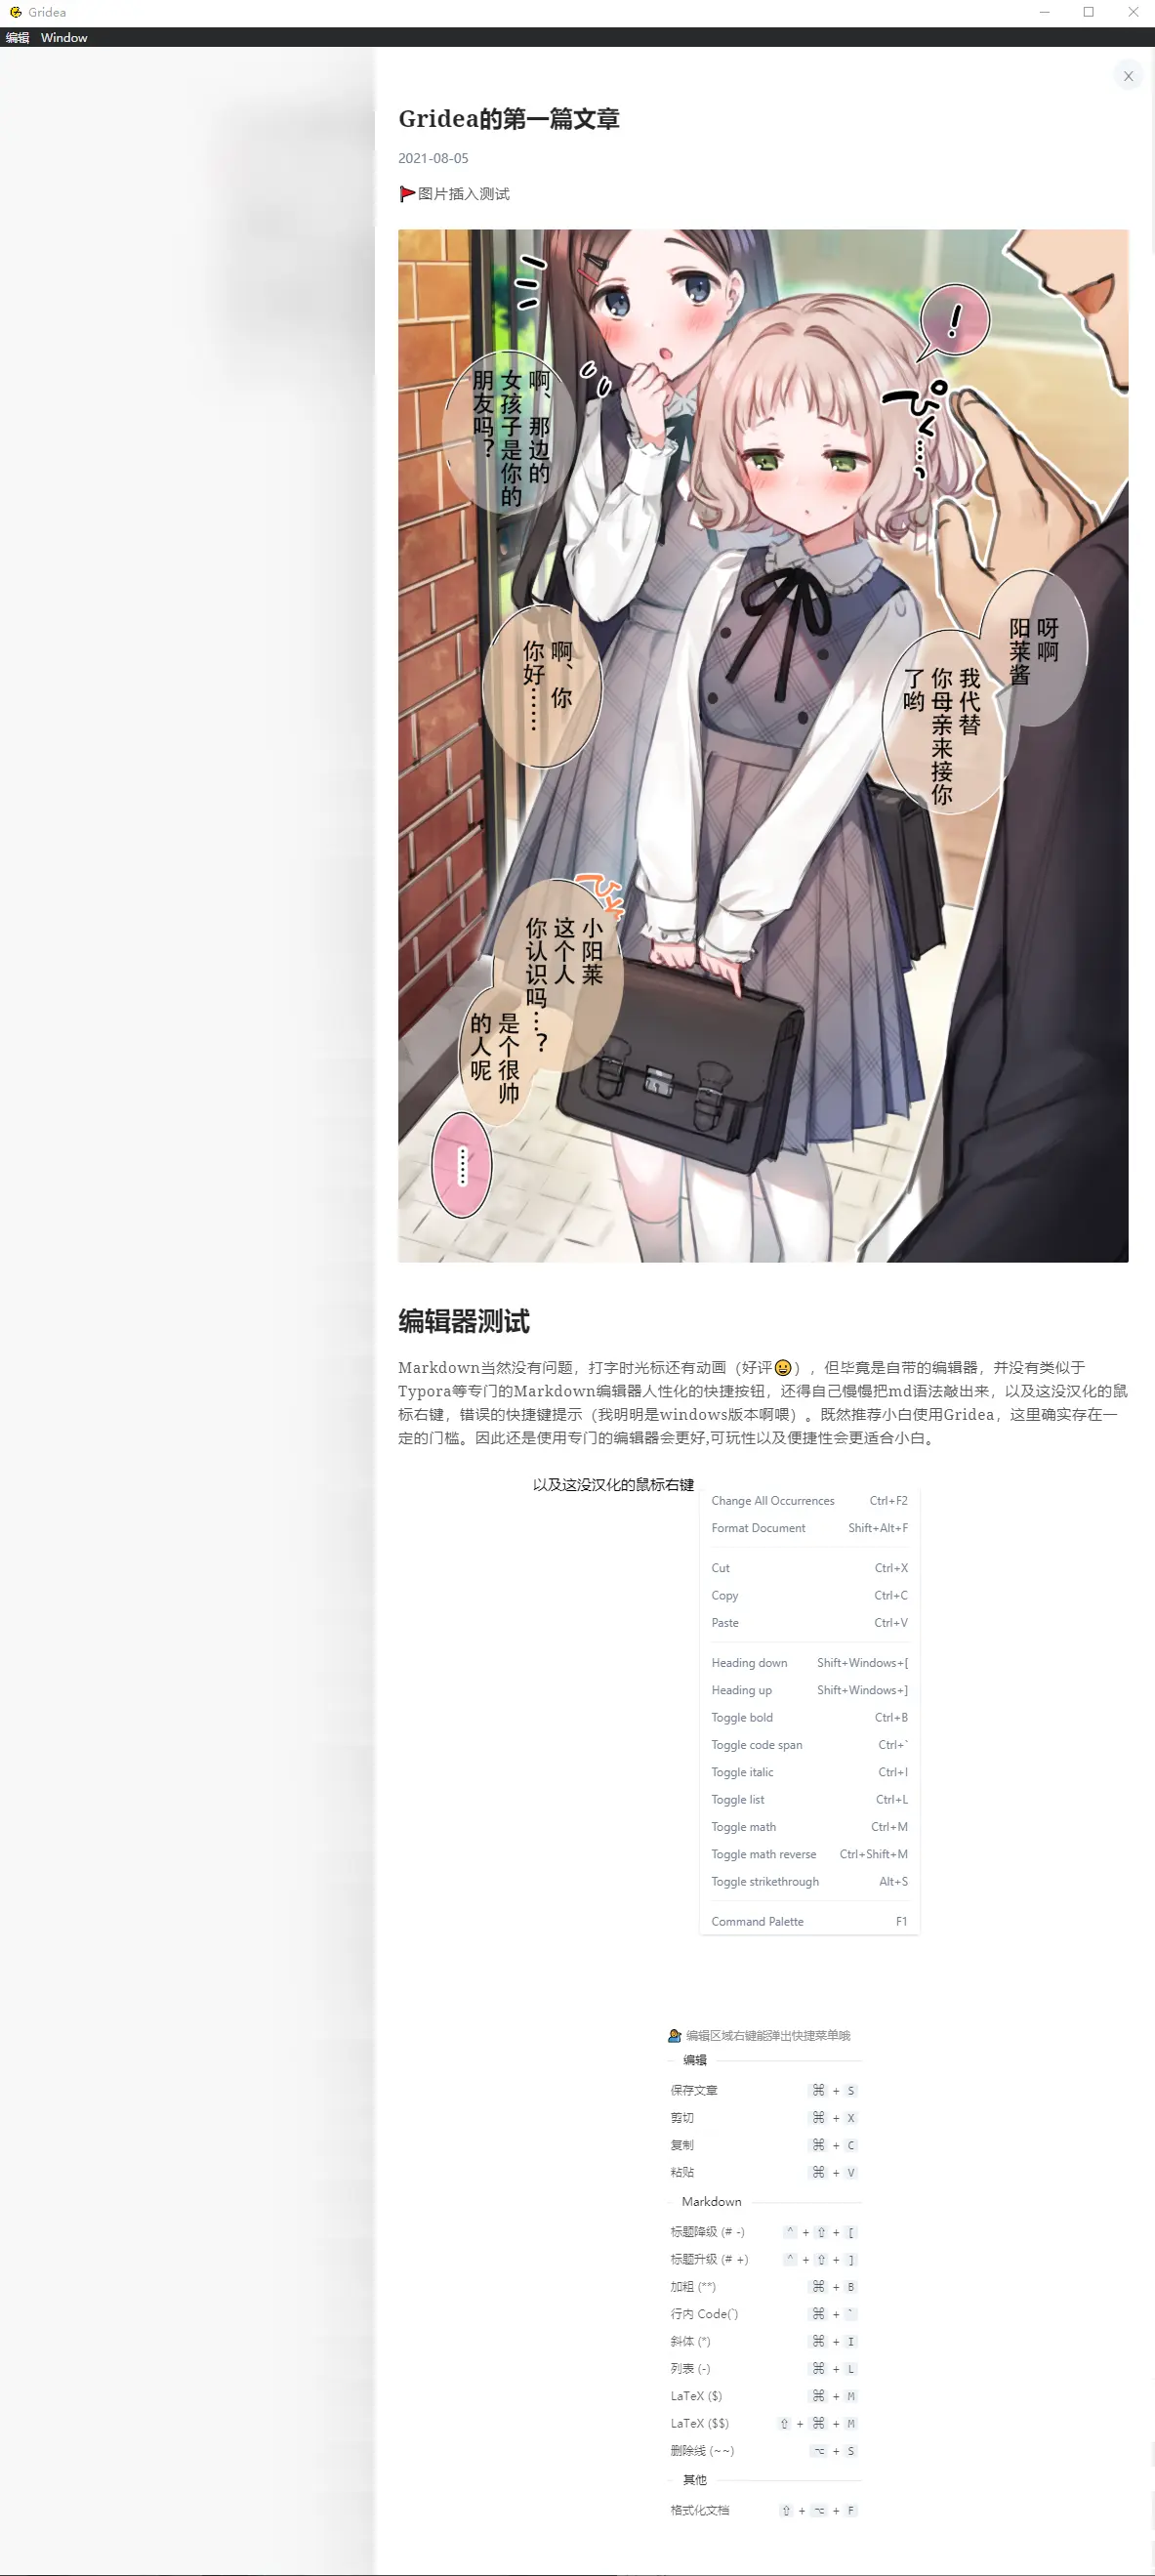 Gridea
编辑 Window
X
Gridea的第一篇文章
2021-08-05
🚩图片插入测试
!
ぴく…
啊、那边的
女孩子是你的
朋友吗？
呀啊
阳莱酱
我代替
你母亲来接你
了哟
啊、你
你好……
小阳莱
这个人
你认识吗…？
是个很帅
的人呢
……
编辑器测试
Markdown当然没有问题，打字时光标还有动画（好评😀），但毕竟是自带的编辑器，并没有类似于
Typora等专门的Markdown编辑器人性化的快捷按钮，还得自己慢慢把md语法敲出来，以及这没汉化的鼠
标右键，错误的快捷键提示（我明明是windows版本啊喂）。既然推荐小白使用Gridea，这里确实存在一
定的门槛。因此还是使用专门的编辑器会更好,可玩性以及便捷性会更适合小白。
以及这没汉化的鼠标右键
Change All Occurrences Ctrl+F2
Format Document Shift+Alt+F
Cut Ctrl+X
Copy Ctrl+C
Paste Ctrl+V
Heading down Shift+Windows+[
Heading up Shift+Windows+]
Toggle bold Ctrl+B
Toggle code span Ctrl+`
Toggle italic Ctrl+I
Toggle list Ctrl+L
Toggle math Ctrl+M
Toggle math reverse Ctrl+Shift+M
Toggle strikethrough Alt+S
Command Palette F1
💁 编辑区域右键能弹出快捷菜单哦
编辑
保存文章 ⌘ + S
剪切 ⌘ + X
复制 ⌘ + C
粘贴 ⌘ + V
Markdown
标题降级 (# -) ^ + ⇧ + [
标题升级 (# +) ^ + ⇧ + ]
加粗 (**) ⌘ + B
行内 Code(`) ⌘ + `
斜体 (*) ⌘ + I
列表 (-) ⌘ + L
LaTeX ($) ⌘ + M
LaTeX ($$) ⇧ + ⌘ + M
删除线 (~~) ⌥ + S
其他
格式化文档 ⇧ + ⌥ + F